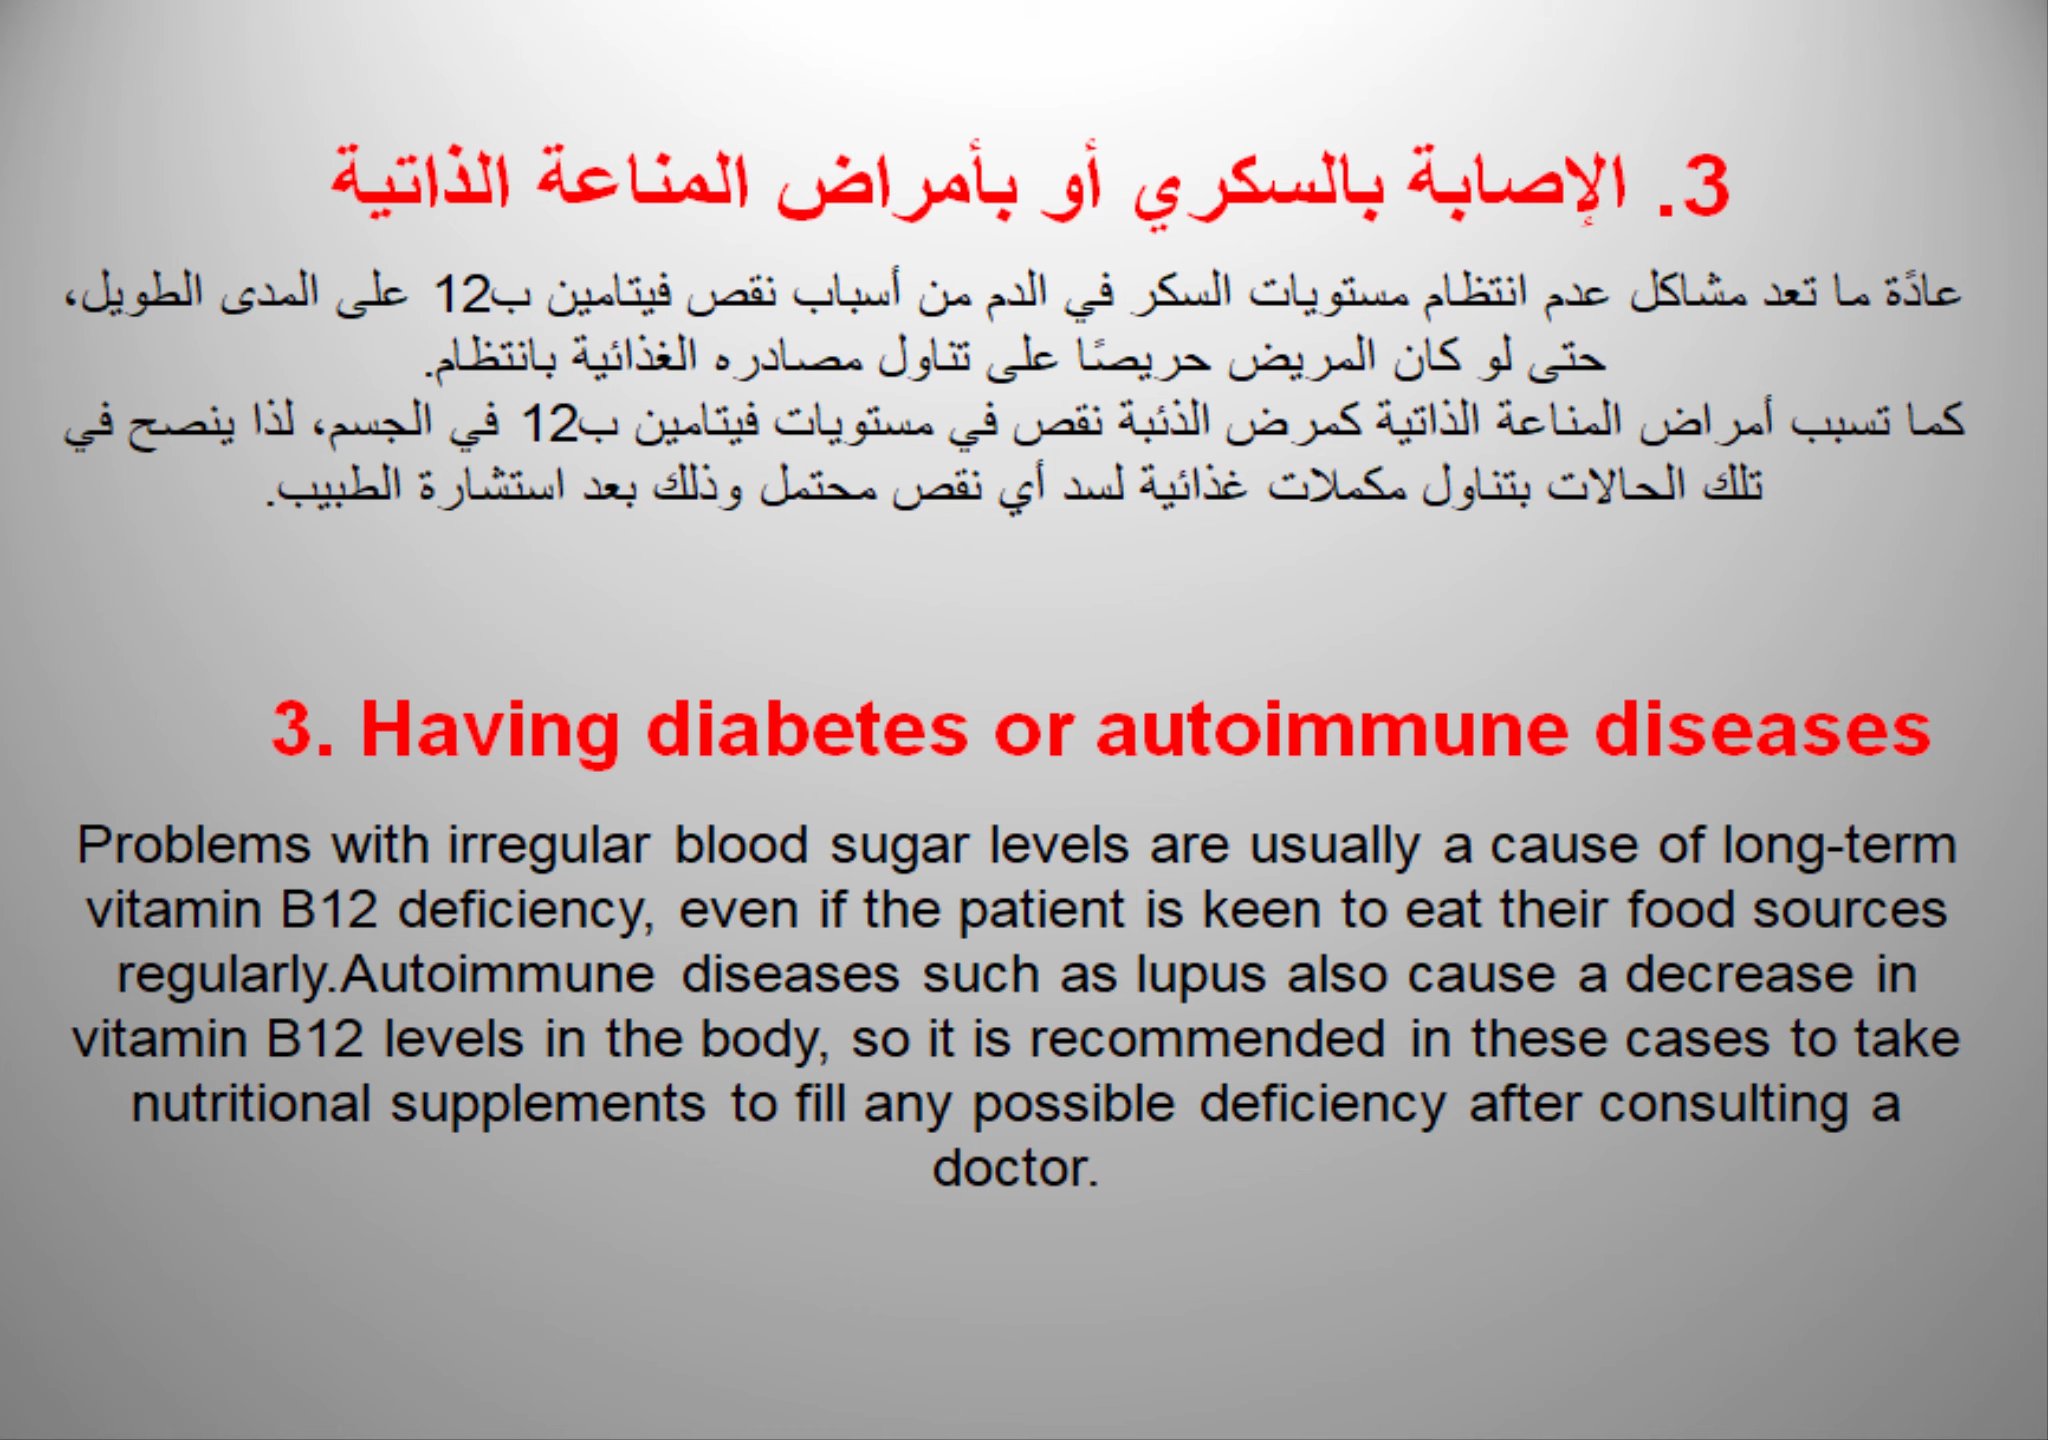 3. الإصابة بالسكري أو بأمراض المناعة الذاتية
عادًة ما تعد مشاكل عدم انتظام مستويات السكر في الدم من أسباب نقص فيتامين ب12 على المدى الطويل،
حتى لو كان المريض حريصًا على تناول مصادره الغذائية بانتظام.
كما تسبب أمراض المناعة الذاتية كمرض الذئبة نقص في مستويات فيتامين ب12 في الجسم، لذا ينصح في
تلك الحالات بتناول مكملات غذائية لسد أي نقص محتمل وذلك بعد استشارة الطبيب.
3. Having diabetes or autoimmune diseases
Problems with irregular blood sugar levels are usually a cause of long-term
vitamin B12 deficiency, even if the patient is keen to eat their food sources
regularly.Autoimmune diseases such as lupus also cause a decrease in
vitamin B12 levels in the body, so it is recommended in these cases to take
nutritional supplements to fill any possible deficiency after consulting a
doctor.